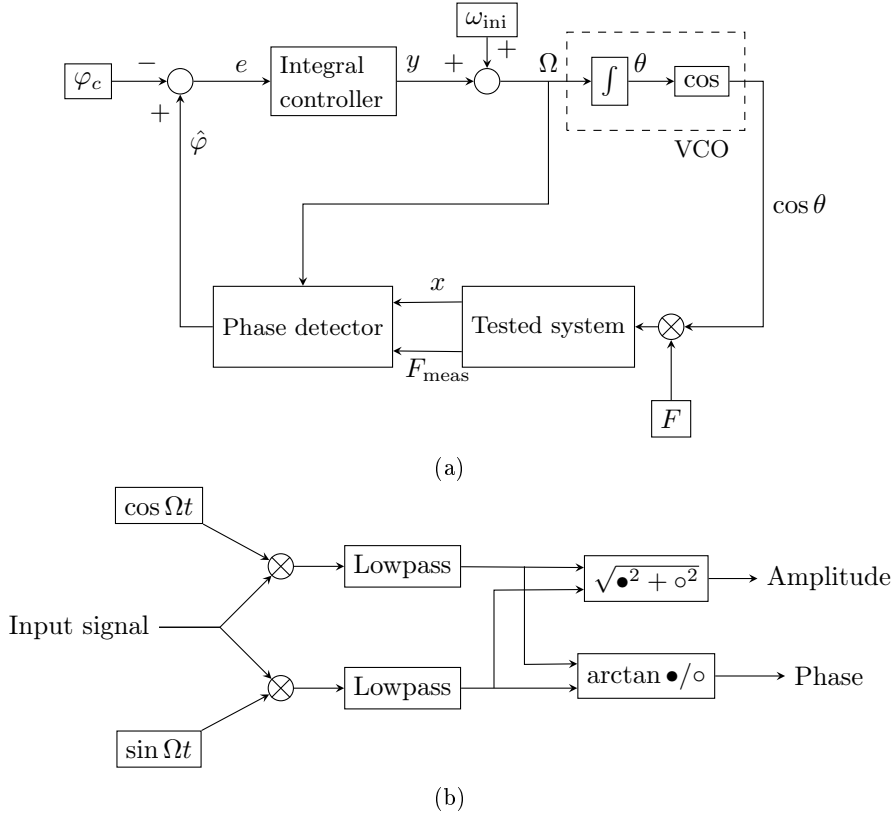 ω_ini
φ_c
−
+
e
Integral
controller
y
+
+
Ω
∫
θ
cos
VCO
φ̂
cos θ
x
Phase detector
Tested system
F_meas
F
(a)
cos Ωt
Lowpass
√●² + ○²
Amplitude
Input signal
Lowpass
arctan ●/○
Phase
sin Ωt
(b)